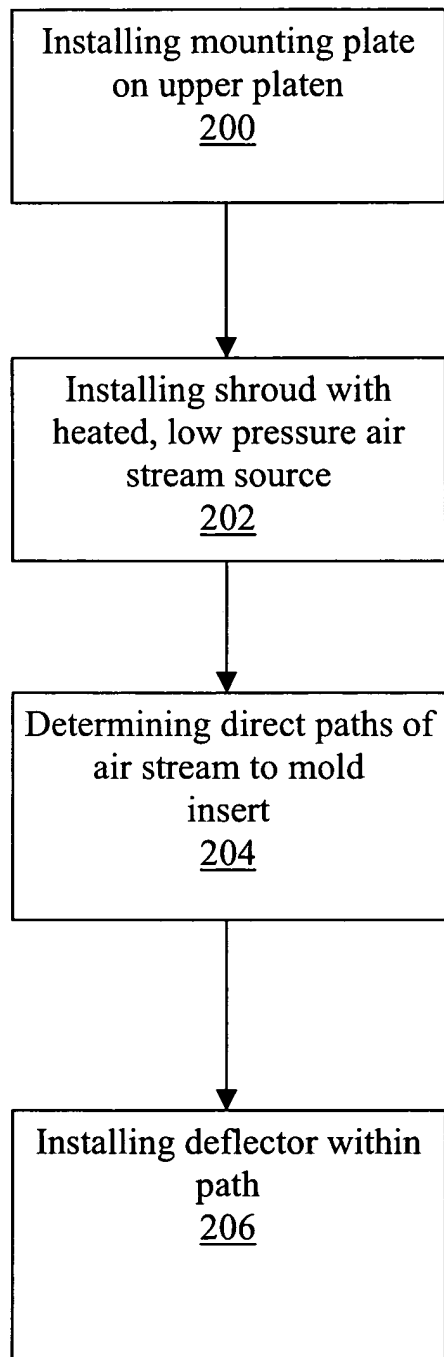 Installing mounting plate
on upper platen
200
Installing shroud with
heated, low pressure air
stream source
202
Determining direct paths of
air stream to mold
insert
204
Installing deflector within
path
206